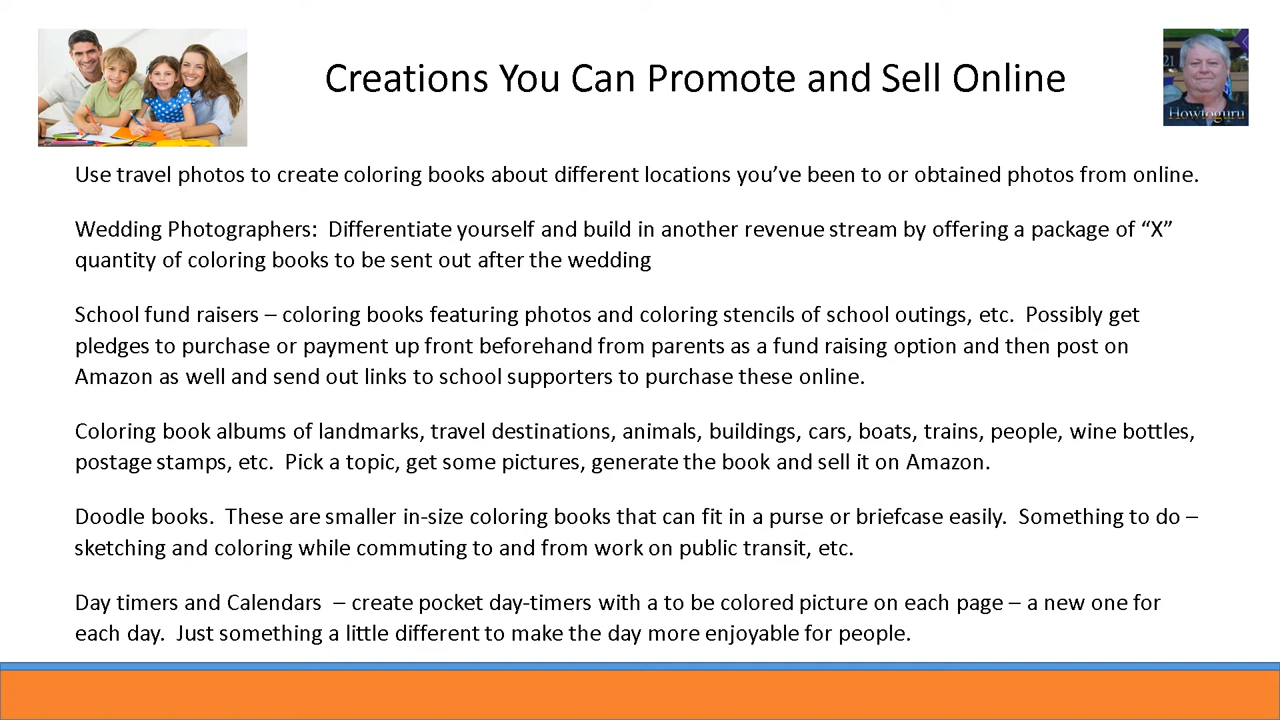 Creations You Can Promote and Sell Online
21
Howtoguru
Use travel photos to create coloring books about different locations you’ve been to or obtained photos from online.
Wedding Photographers:  Differentiate yourself and build in another revenue stream by offering a package of “X”
quantity of coloring books to be sent out after the wedding
School fund raisers – coloring books featuring photos and coloring stencils of school outings, etc.  Possibly get
pledges to purchase or payment up front beforehand from parents as a fund raising option and then post on
Amazon as well and send out links to school supporters to purchase these online.
Coloring book albums of landmarks, travel destinations, animals, buildings, cars, boats, trains, people, wine bottles,
postage stamps, etc.  Pick a topic, get some pictures, generate the book and sell it on Amazon.
Doodle books.  These are smaller in-size coloring books that can fit in a purse or briefcase easily.  Something to do –
sketching and coloring while commuting to and from work on public transit, etc.
Day timers and Calendars  – create pocket day-timers with a to be colored picture on each page – a new one for
each day.  Just something a little different to make the day more enjoyable for people.